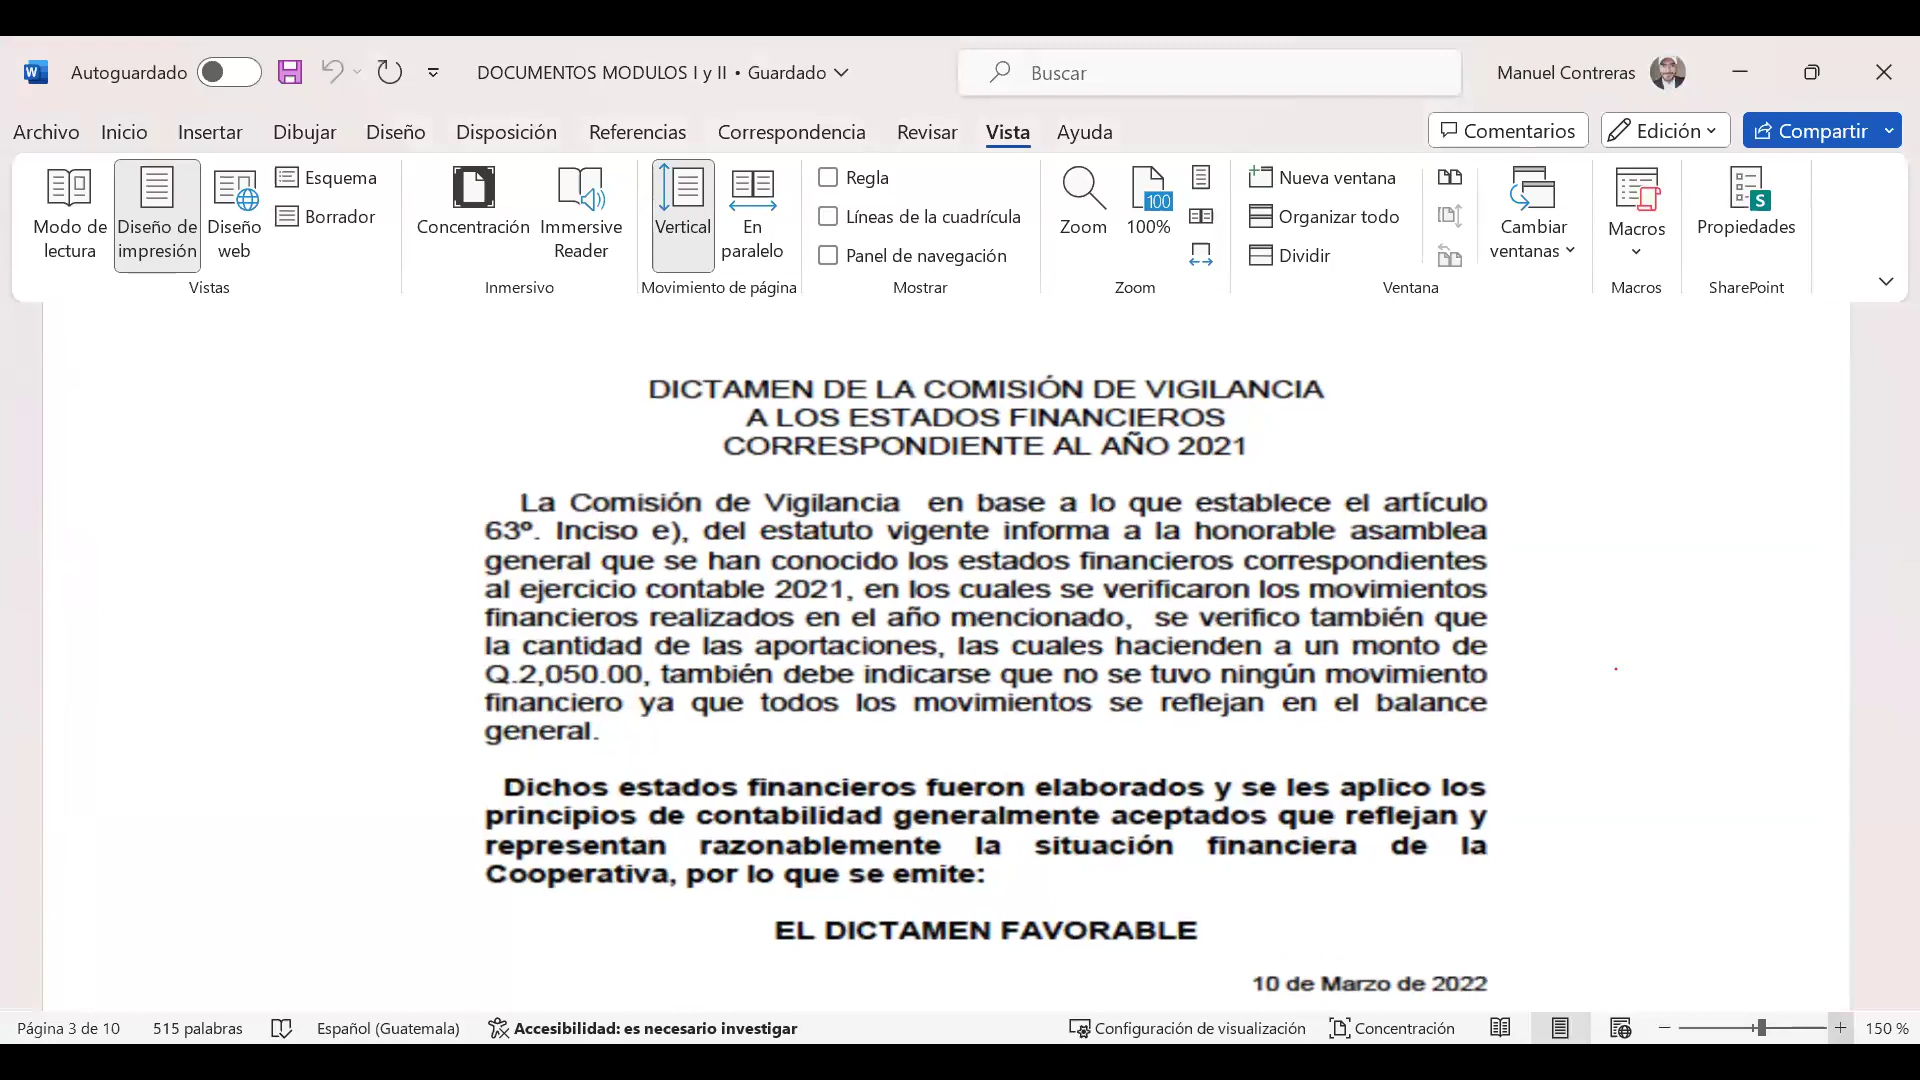 Autoguardado
DOCUMENTOS MODULOS I y II • Guardado
Buscar
Manuel Contreras
Archivo Inicio Insertar Dibujar Diseño Disposición Referencias Correspondencia Revisar Vista Ayuda
Comentarios Edición Compartir
Modo de lectura
Diseño de impresión
Diseño web
Esquema
Borrador
Vistas
Concentración
Immersive Reader
Inmersivo
Vertical
En paralelo
Movimiento de página
Regla
Líneas de la cuadrícula
Panel de navegación
Mostrar
Zoom
100
100%
Zoom
Nueva ventana
Organizar todo
Dividir
Cambiar ventanas
Ventana
Macros
Macros
S
Propiedades
SharePoint
DICTAMEN DE LA COMISIÓN DE VIGILANCIA
A LOS ESTADOS FINANCIEROS
CORRESPONDIENTE AL AÑO 2021
La Comisión de Vigilancia en base a lo que establece el artículo
63º. Inciso e), del estatuto vigente informa a la honorable asamblea
general que se han conocido los estados financieros correspondientes
al ejercicio contable 2021, en los cuales se verificaron los movimientos
financieros realizados en el año mencionado, se verifico también que
la cantidad de las aportaciones, las cuales hacienden a un monto de
Q.2,050.00, también debe indicarse que no se tuvo ningún movimiento
financiero ya que todos los movimientos se reflejan en el balance
general.
Dichos estados financieros fueron elaborados y se les aplico los
principios de contabilidad generalmente aceptados que reflejan y
representan razonablemente la situación financiera de la
Cooperativa, por lo que se emite:
EL DICTAMEN FAVORABLE
10 de Marzo de 2022
Página 3 de 10
515 palabras
Español (Guatemala)
Accesibilidad: es necesario investigar
Configuración de visualización
Concentración
150 %